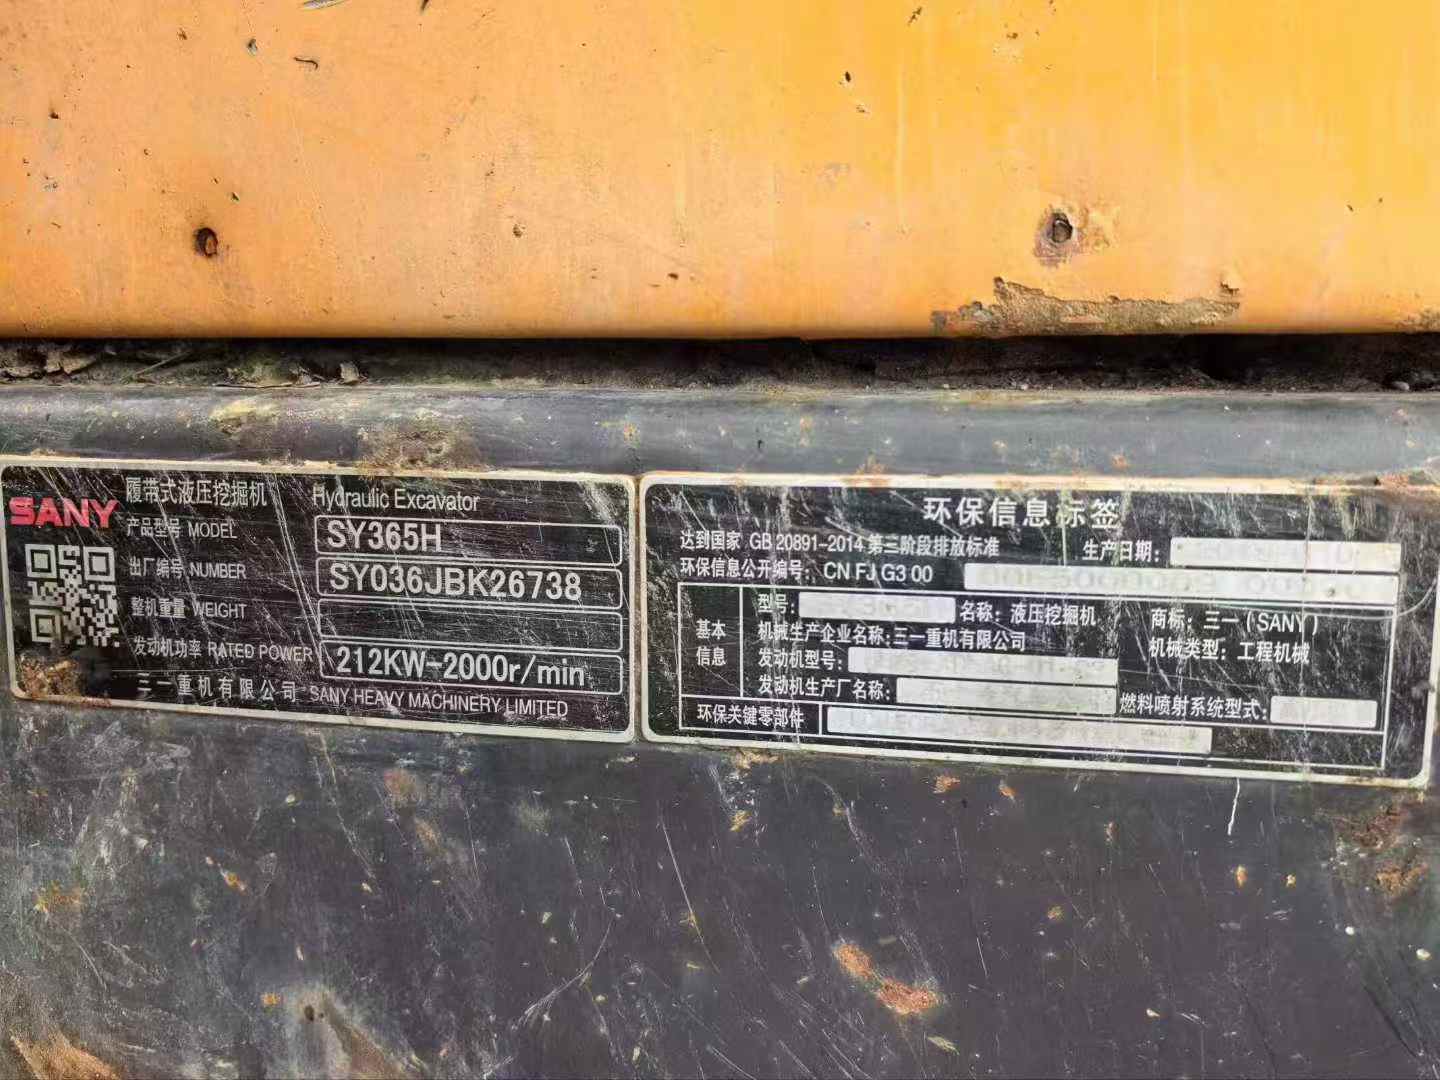 SANY
履带式液压挖掘机 Hydraulic Excavator
产品型号 MODEL SY365H
出厂编号 NUMBER SY036JBK26738
整机重量 WEIGHT
发动机功率 RATED POWER 212KW-2000r/min
三一重机有限公司 SANY HEAVY MACHINERY LIMITED
环保信息标签
达到国家 GB 20891-2014 第三阶段排放标准 生产日期:
环保信息公开编号: CN FJ G3 00
基本信息
型号: 名称: 液压挖掘机 商标: 三一(SANY)
机械生产企业名称:三一重机有限公司 机械类型: 工程机械
发动机型号:
发动机生产厂名称: 燃料喷射系统型式:
环保关键零部件